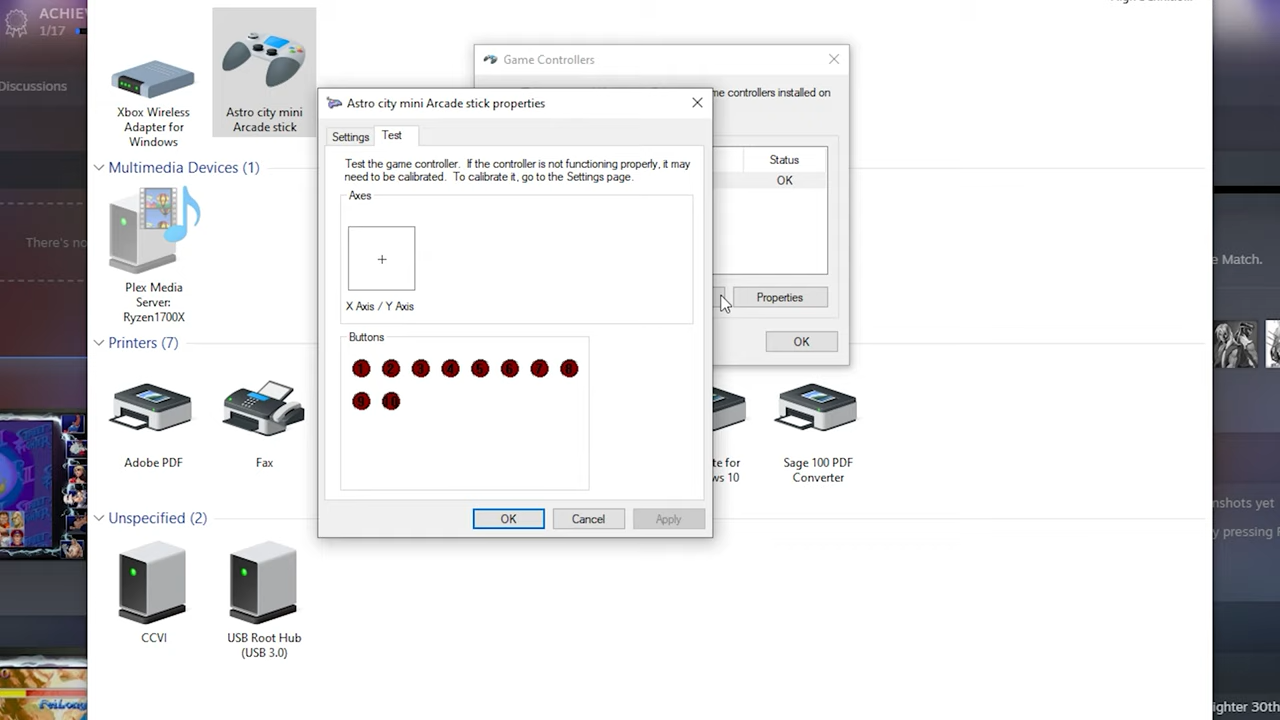 ACHIE
1/17
Discussions
There's no
Xbox Wireless
Adapter for
Windows
Astro city mini
Arcade stick
Multimedia Devices (1)
Plex Media
Server:
Ryzen1700X
Printers (7)
Adobe PDF
Fax
te for
ws 10
Sage 100 PDF
Converter
Unspecified (2)
CCVI
USB Root Hub
(USB 3.0)
Game Controllers
me controllers installed on
Status
OK
Properties
OK
Astro city mini Arcade stick properties
Settings
Test
Test the game controller. If the controller is not functioning properly, it may
need to be calibrated. To calibrate it, go to the Settings page.
Axes
X Axis / Y Axis
Buttons
1 2 3 4 5 6 7 8
9 10
OK
Cancel
Apply
e Match.
nshots yet
y pressing F
ighter 30th